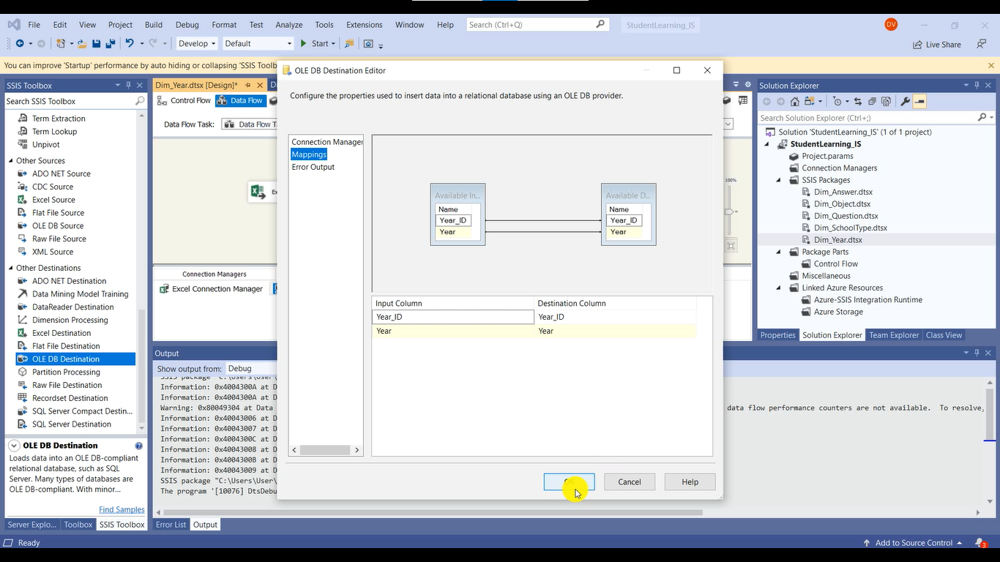 File Edit View Project Build Debug Format Test Analyze Tools Extensions Window Help Search (Ctrl+Q) StudentLearning_IS DV
Develop Default Start Live Share
You can improve 'Startup' performance by auto hiding or collapsing 'SSIS Toolb
SSIS Toolbox
Search SSIS Toolbox
Term Extraction
Term Lookup
Unpivot
Other Sources
ADO NET Source
CDC Source
Excel Source
Flat File Source
OLE DB Source
Raw File Source
XML Source
Other Destinations
ADO NET Destination
Data Mining Model Training
DataReader Destination
Dimension Processing
Excel Destination
Flat File Destination
OLE DB Destination
Partition Processing
Raw File Destination
Recordset Destination
SQL Server Compact Destin...
SQL Server Destination
OLE DB Destination
Loads data into an OLE DB-compliant
relational database, such as SQL
Server. Many types of databases are
OLE DB-compliant. With minor...
Find Samples
Server Explo... Toolbox SSIS Toolbox
Dim_Year.dtsx [Design]*
Control Flow Data Flow
Data Flow Task: Data Flow T
Connection Managers
Excel Connection Manager
100%
OLE DB Destination Editor
Configure the properties used to insert data into a relational database using an OLE DB provider.
Connection Manager
Mappings
Error Output
Available In...
Name
Year_ID
Year
Available D...
Name
Year_ID
Year
Input Column Destination Column
Year_ID Year_ID
Year Year
OK Cancel Help
Output
Show output from: Debug
SSIS package "C:\Users\User\
Information: 0x4004300A at D
Information: 0x4004300A at D
Warning: 0x80049304 at Data data flow performance counters are not available. To resolve,
Information: 0x40043006 at D
Information: 0x40043007 at D
Information: 0x4004300C at D
Information: 0x40043008 at D
Information: 0x4004300B at D
Information: 0x40043009 at D
SSIS package "C:\Users\User\
The program '[10076] DtsDebu
Error List Output
Solution Explorer
Search Solution Explorer (Ctrl+;)
Solution 'StudentLearning_IS' (1 of 1 project)
StudentLearning_IS
Project.params
Connection Managers
SSIS Packages
Dim_Answer.dtsx
Dim_Object.dtsx
Dim_Question.dtsx
Dim_SchoolType.dtsx
Dim_Year.dtsx
Package Parts
Control Flow
Miscellaneous
Linked Azure Resources
Azure-SSIS Integration Runtime
Azure Storage
Properties Solution Explorer Team Explorer Class View
Ready Add to Source Control 3